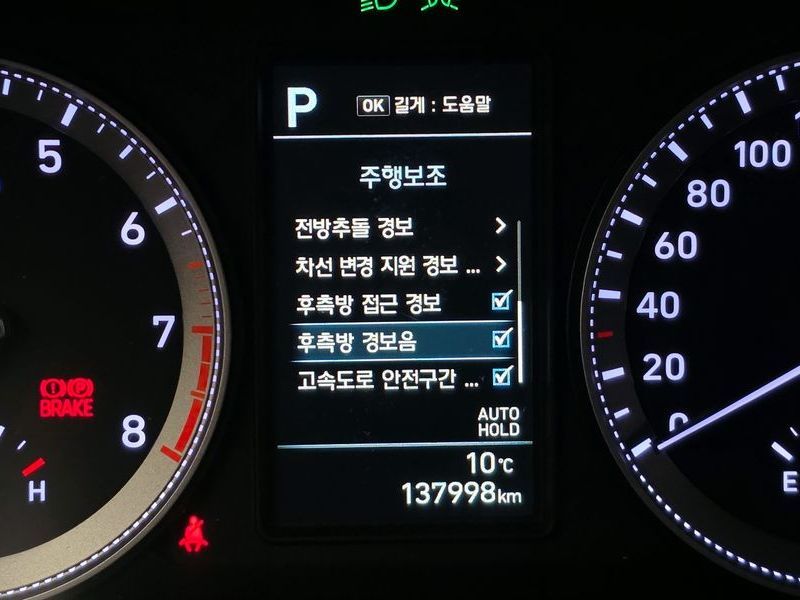 P OK 길게 : 도움말
주행보조
전방추돌 경보
차선 변경 지원 경보 ...
후측방 접근 경보
후측방 경보음
고속도로 안전구간 ...
AUTO
HOLD
10℃
137998km
5
6
7
8
H
BRAKE
100
80
60
40
20
0
E